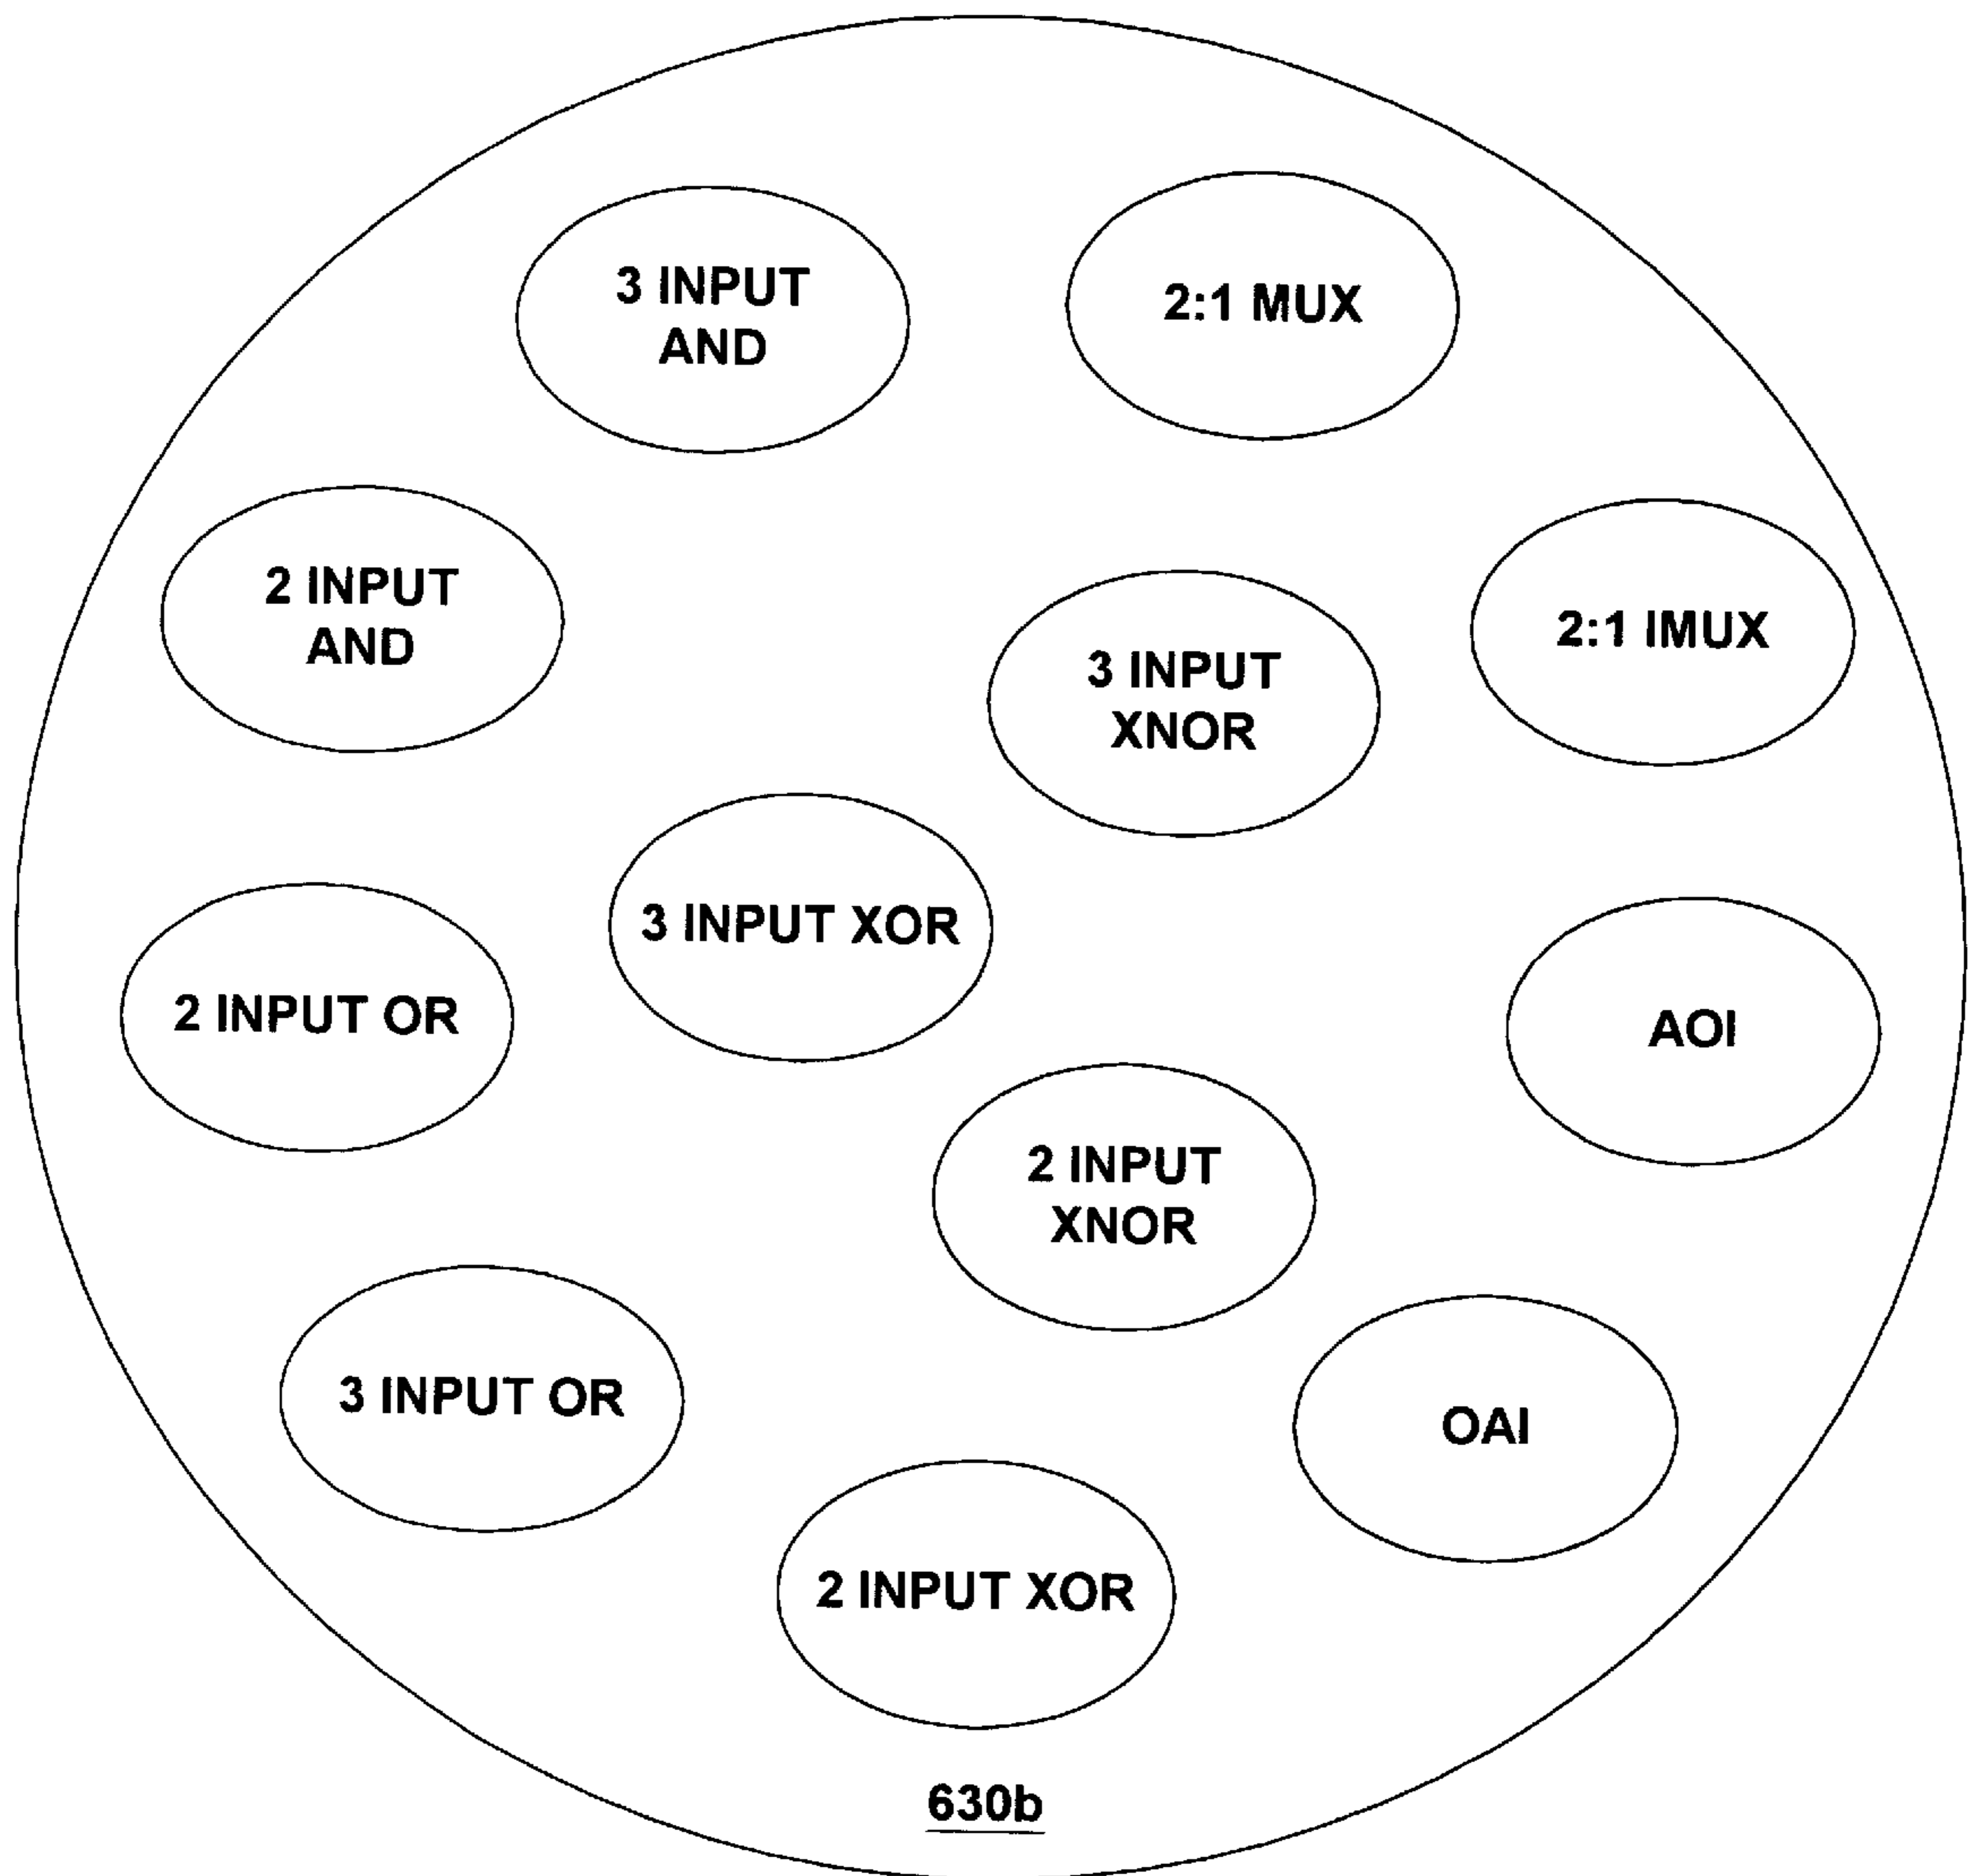 3 INPUT
AND
2:1 MUX
2 INPUT
AND
2:1 IMUX
3 INPUT
XNOR
3 INPUT XOR
2 INPUT OR
AOI
2 INPUT
XNOR
3 INPUT OR
OAI
2 INPUT XOR
630b